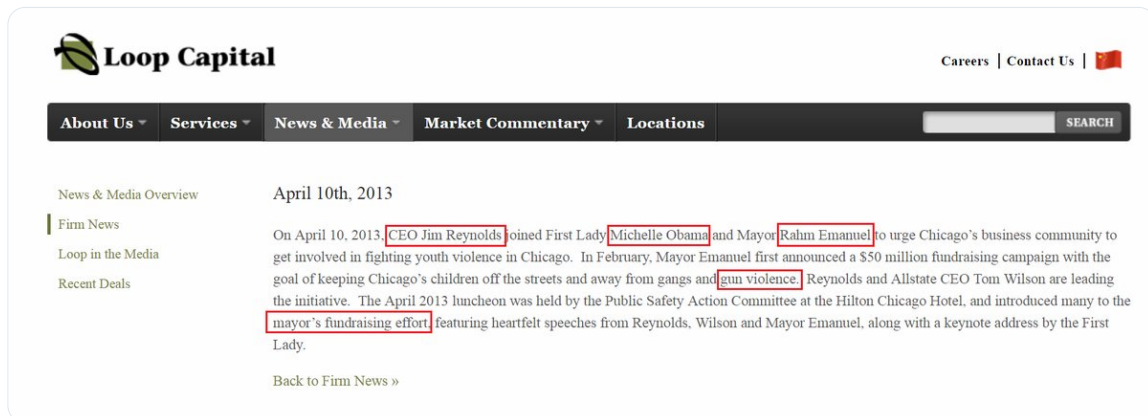 Loop Capital
Careers | Contact Us |
About Us Services News & Media Market Commentary Locations SEARCH
News & Media Overview
Firm News
Loop in the Media
Recent Deals
April 10th, 2013
On April 10, 2013, CEO Jim Reynolds joined First Lady Michelle Obama and Mayor Rahm Emanuel to urge Chicago's business community to
get involved in fighting youth violence in Chicago. In February, Mayor Emanuel first announced a $50 million fundraising campaign with the
goal of keeping Chicago's children off the streets and away from gangs and gun violence. Reynolds and Allstate CEO Tom Wilson are leading
the initiative. The April 2013 luncheon was held by the Public Safety Action Committee at the Hilton Chicago Hotel, and introduced many to the
mayor's fundraising effort, featuring heartfelt speeches from Reynolds, Wilson and Mayor Emanuel, along with a keynote address by the First
Lady.
Back to Firm News »